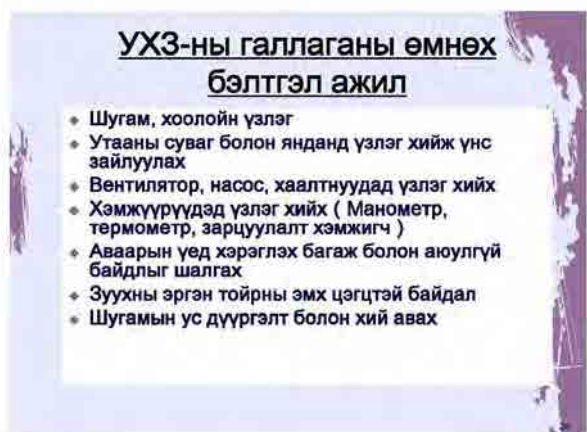 УХЗ-ны галлаганы өмнөх
бэлтгэл ажил
Шугам, хоолойн үзлэг
Утааны суваг болон янданд үзлэг хийж үнс
зайлуулах
Вентилятор, насос, хаалтнуудад үзлэг хийх
Хэмжүүрүүдэд үзлэг хийх ( Манометр,
термометр, зарцуулалт хэмжигч )
Аваарын үед хэрэглэх багаж болон аюулгүй
байдлыг шалгах
Зуухны эргэн тойрны эмх цэгцтэй байдал
Шугамын ус дүүргэлт болон хий авах